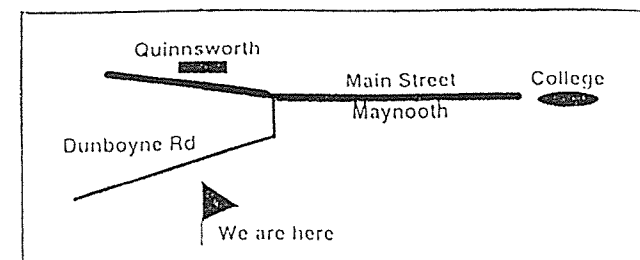 Quinnsworth
Main Street
College
Maynooth
Dunboyne Rd
We are here